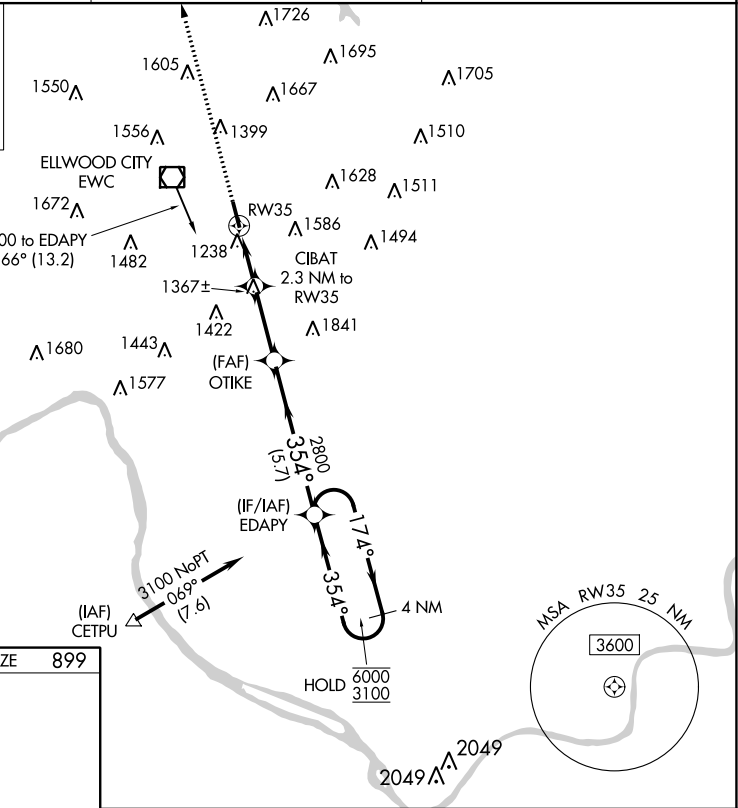 1726
1695
1605
1705
1550
1667
1399
1556
1510
ELLWOOD CITY
EWC
1628
1511
1672
RW35
1586
00 to EDAPY
66° (13.2)
1482
1238
1494
CIBAT
2.3 NM to
RW35
1367±
1422
1841
1680
1443
(FAF)
OTIKE
1577
2800
354°
(5.7)
(IF/IAF)
EDAPY
174°
354°
3100 NoPT
069°
(7.6)
(IAF)
CETPU
4 NM
HOLD
6000
3100
MSA RW35 25 NM
3600
ZE 899
2049
2049